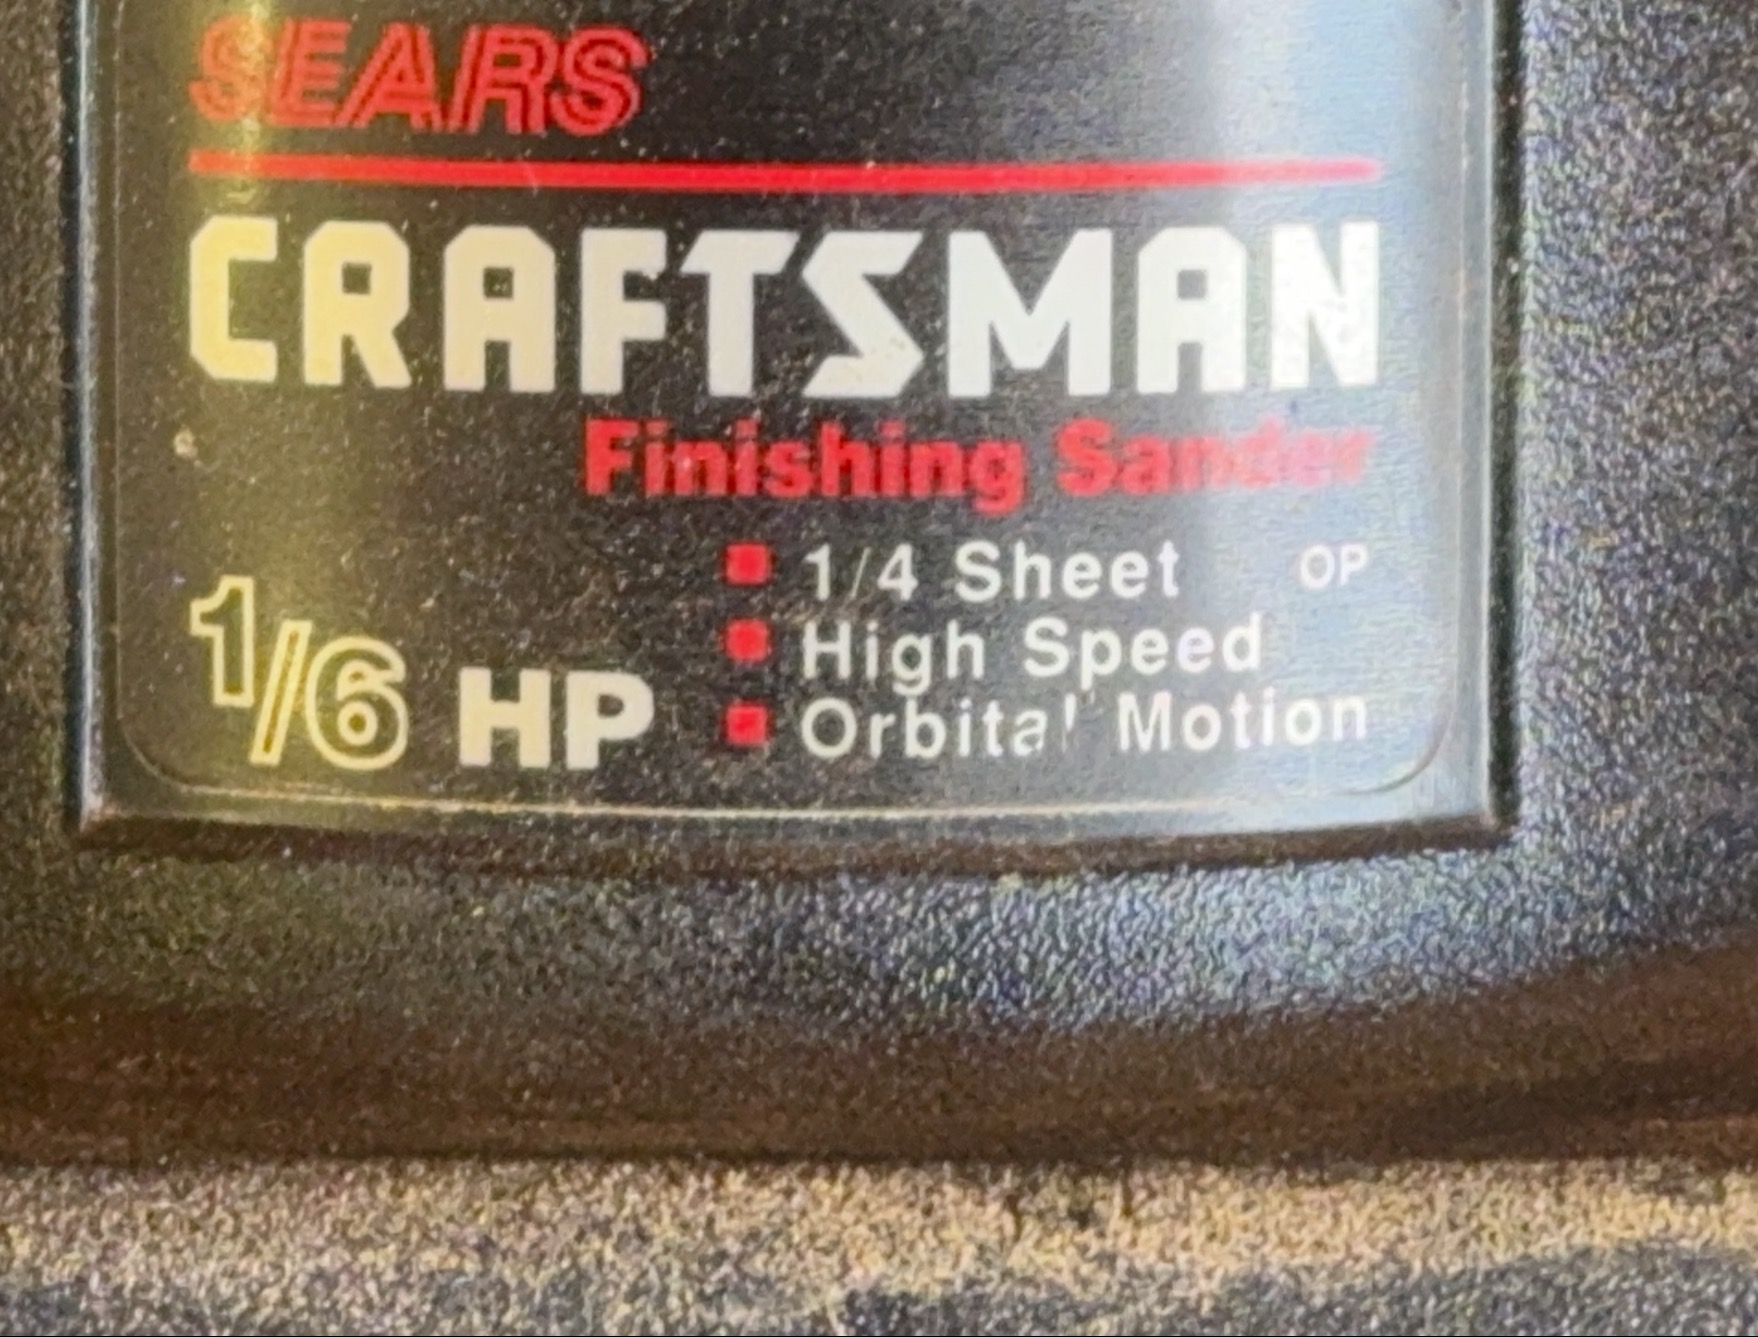 SEARS
CRAFTSMAN
Finishing Sander
1/4 Sheet OP
High Speed
1/6 HP
Orbital Motion